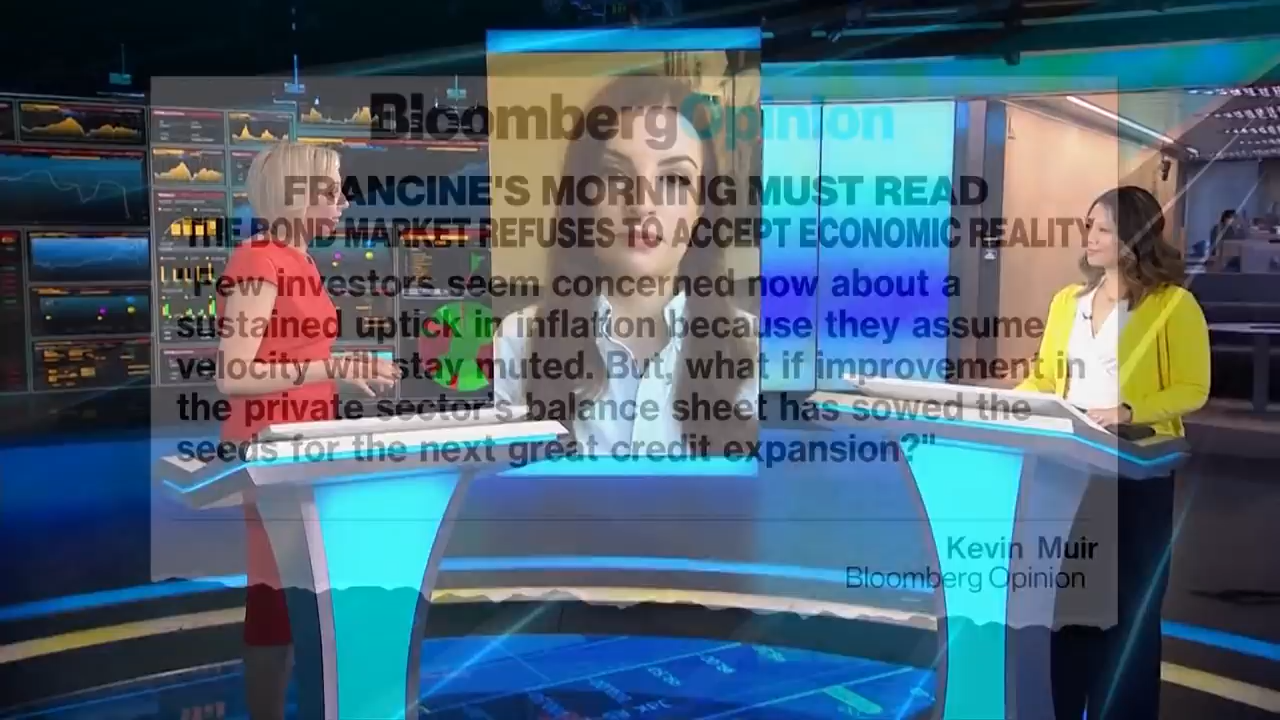 Bloomberg Opinion
FRANCINE'S MORNING MUST READ
THE BOND MARKET REFUSES TO ACCEPT ECONOMIC REALITY
"Few investors seem concerned now about a
sustained uptick in inflation because they assume
velocity will stay muted. But, what if improvement in
the private sector's balance sheet has sowed the
seeds for the next great credit expansion?"
Kevin Muir
Bloomberg Opinion